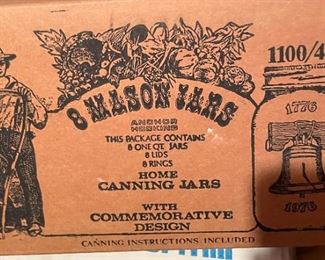 1100/4
8 MASON JARS
ANCHOR
HOCKING
THIS PACKAGE CONTAINS
8 ONE QT. JARS
8 LIDS
8 RINGS
HOME
CANNING JARS
WITH
COMMEMORATIVE
DESIGN
CANNING INSTRUCTIONS INCLUDED
1776
1976